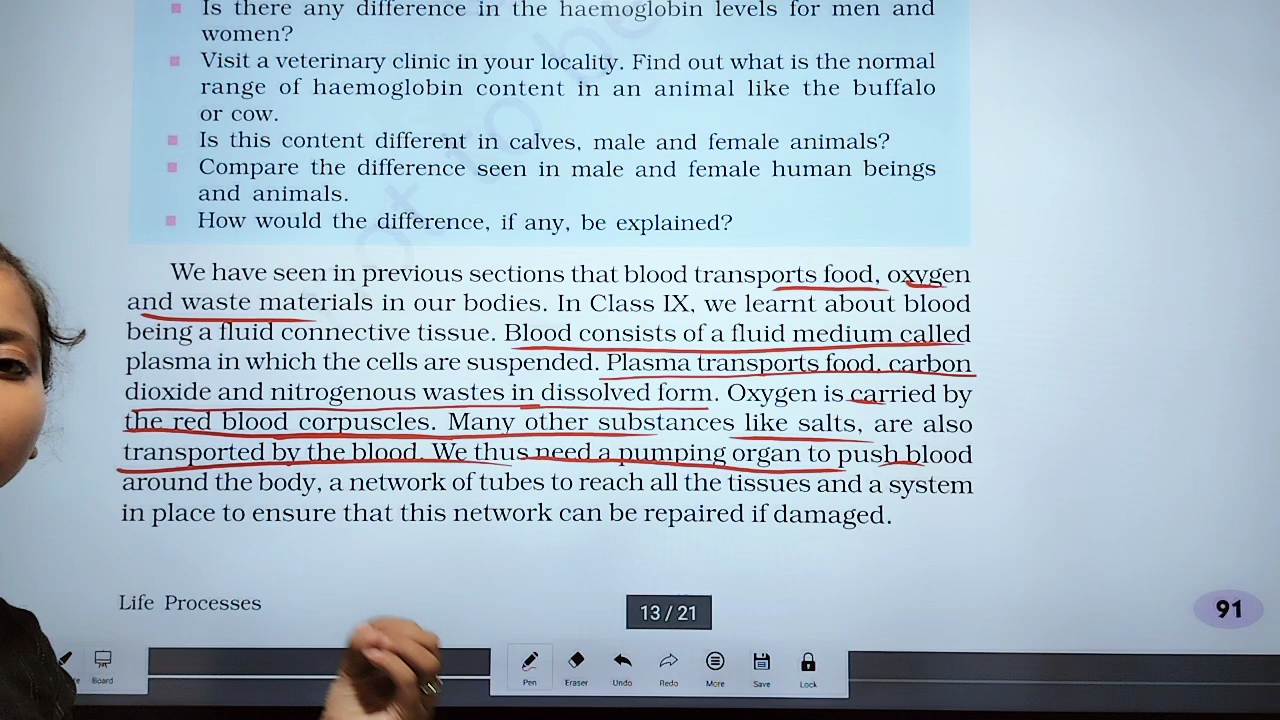 Is there any difference in the haemoglobin levels for men and
women?
Visit a veterinary clinic in your locality. Find out what is the normal
range of haemoglobin content in an animal like the buffalo
or cow.
Is this content different in calves, male and female animals?
Compare the difference seen in male and female human beings
and animals.
How would the difference, if any, be explained?
We have seen in previous sections that blood transports food, oxygen
and waste materials in our bodies. In Class IX, we learnt about blood
being a fluid connective tissue. Blood consists of a fluid medium called
plasma in which the cells are suspended. Plasma transports food, carbon
dioxide and nitrogenous wastes in dissolved form. Oxygen is carried by
the red blood corpuscles. Many other substances like salts, are also
transported by the blood. We thus need a pumping organ to push blood
around the body, a network of tubes to reach all the tissues and a system
in place to ensure that this network can be repaired if damaged.
Life Processes
13 / 21
91
Board
Pen
Eraser
Undo
Redo
More
Save
Lock